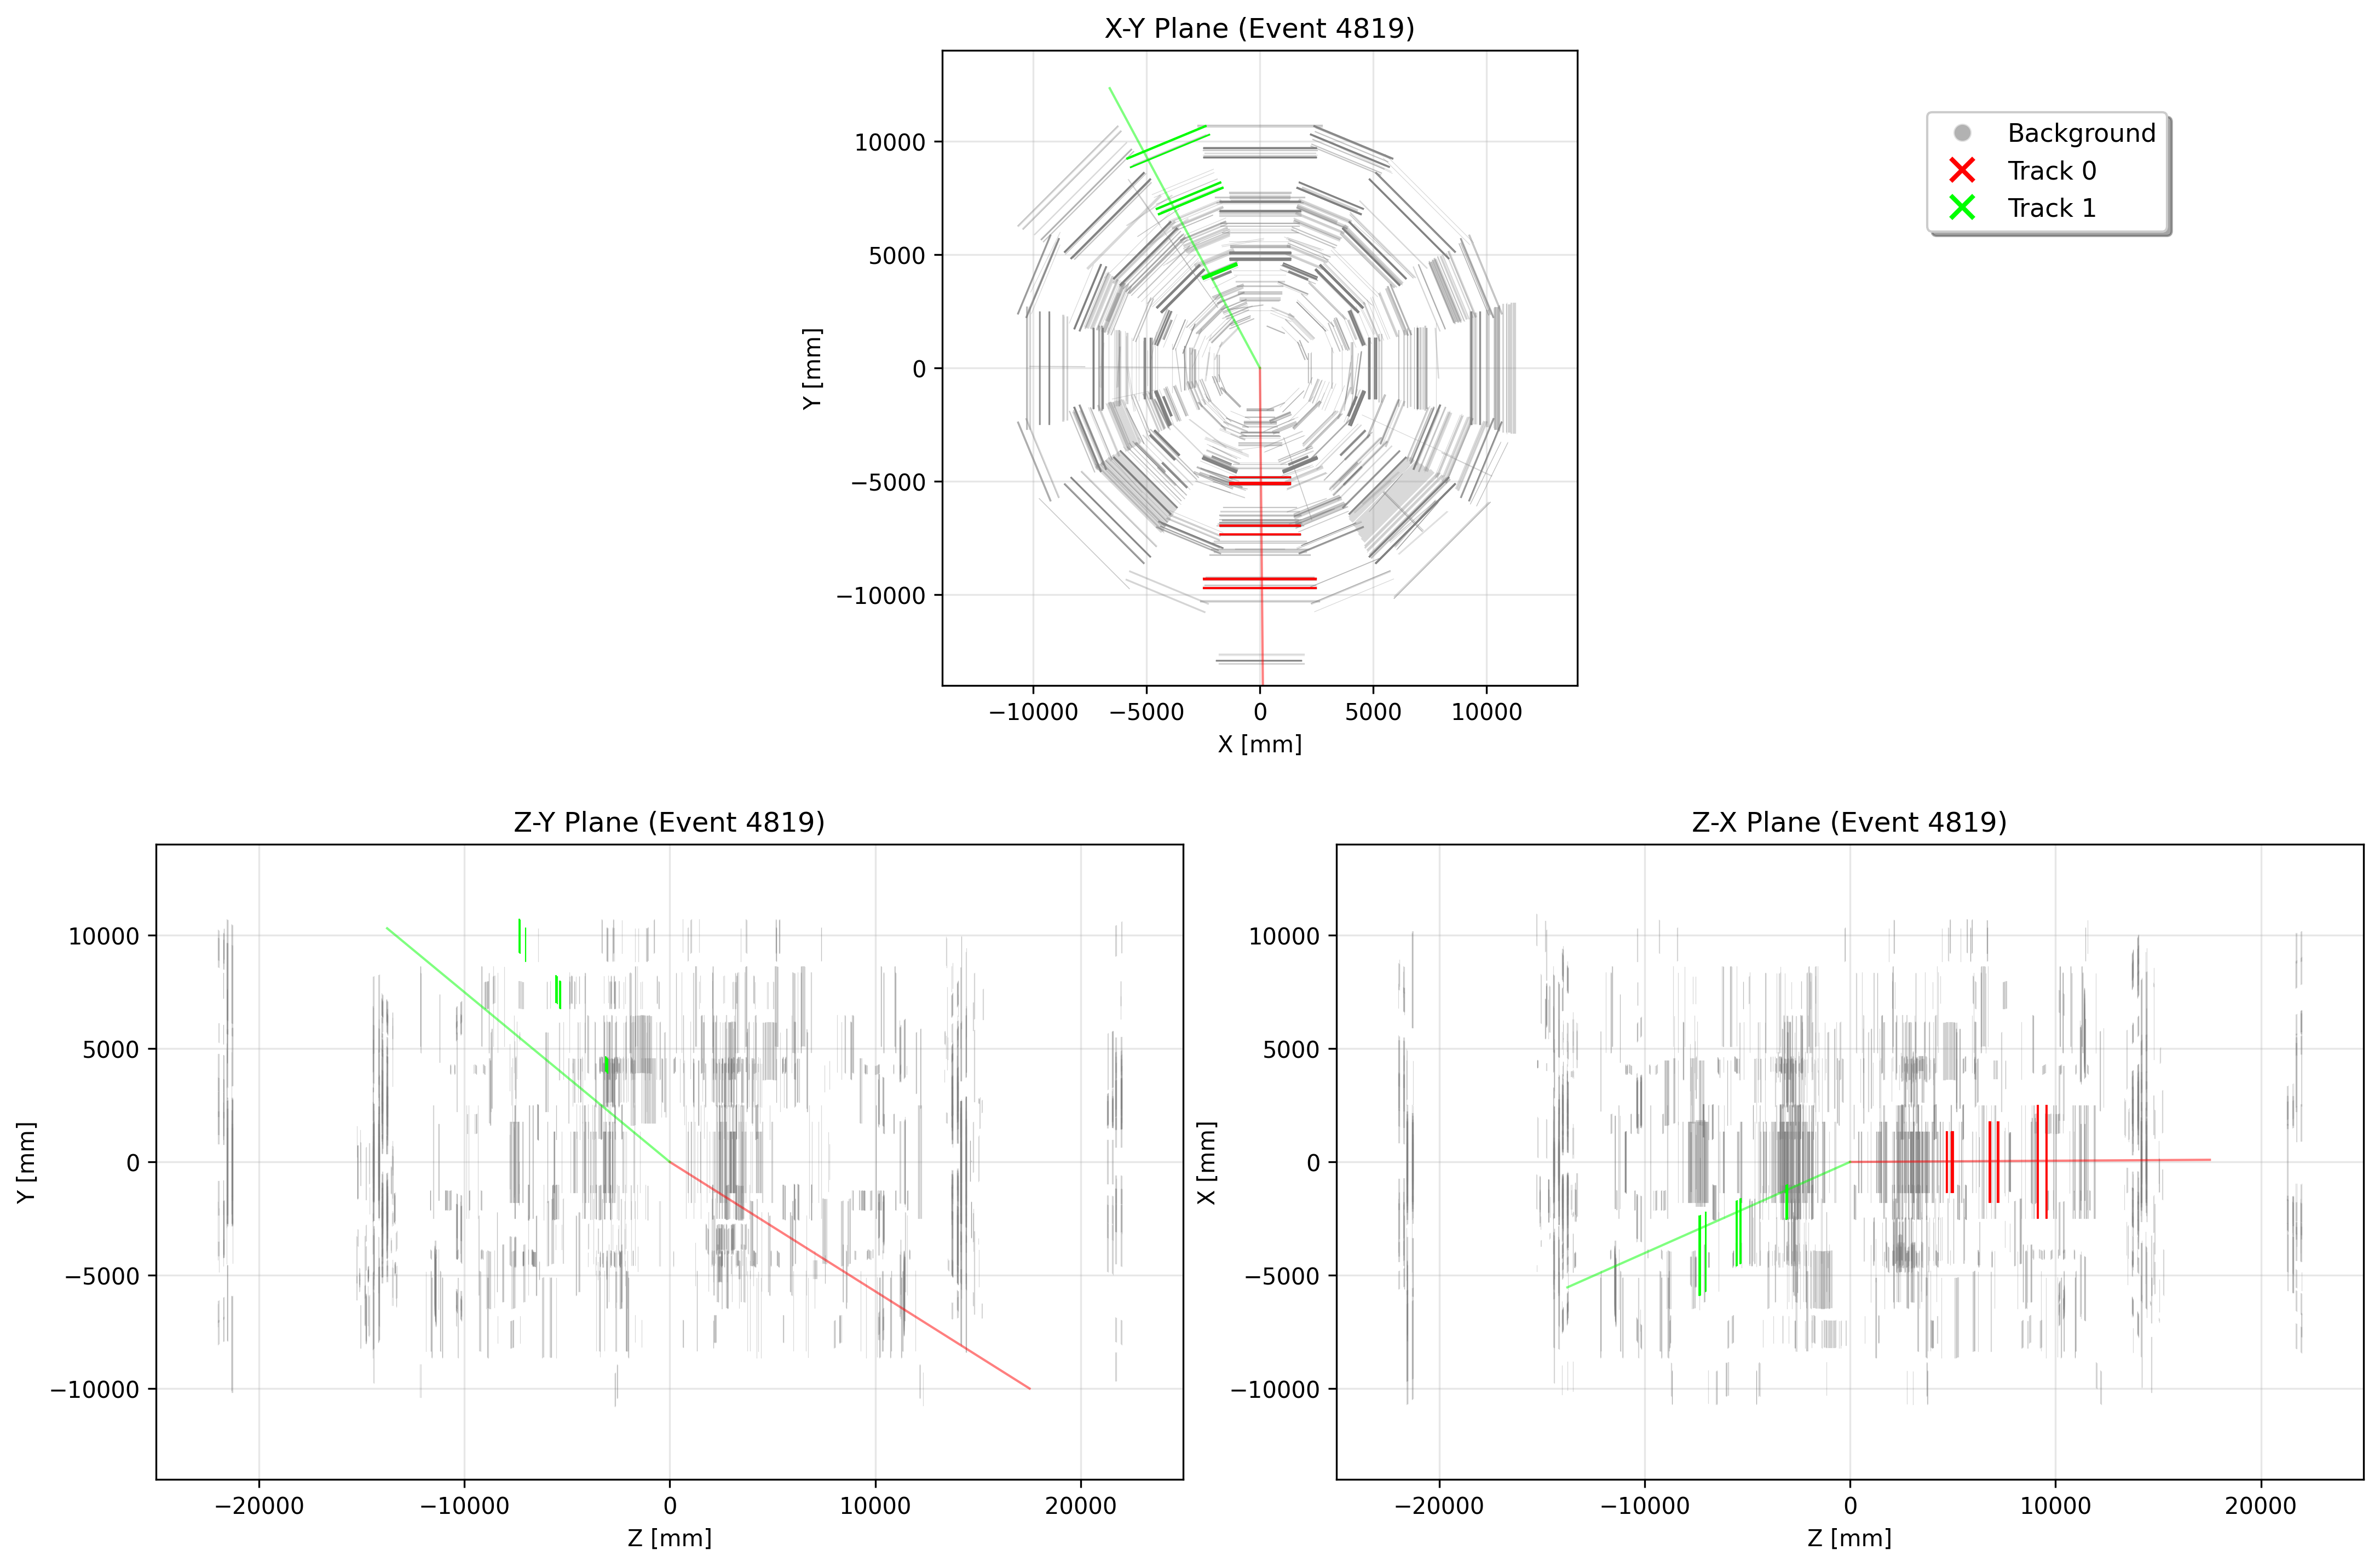 X-Y Plane (Event 4819)
Y [mm]
10000
5000
0
−5000
−10000
−10000 −5000 0 5000 10000
X [mm]
Background
Track 0
Track 1
Z-Y Plane (Event 4819)
Y [mm]
10000
5000
0
−5000
−10000
−20000 −10000 0 10000 20000
Z [mm]
Z-X Plane (Event 4819)
X [mm]
10000
5000
0
−5000
−10000
−20000 −10000 0 10000 20000
Z [mm]